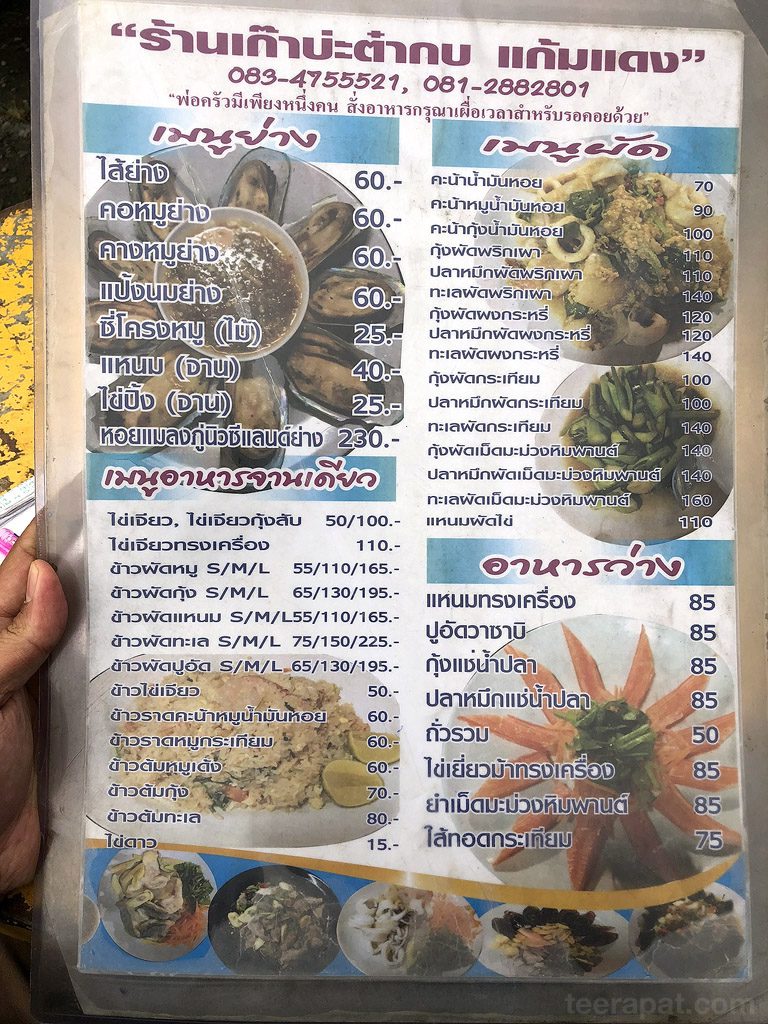 “ร้านเก๊าบ่ะตำกบ แก้มแดง”
083-4755521, 081-2882801
“พ่อครัวมีเพียงหนึ่งคน สั่งอาหารกรุณาเผื่อเวลาสำหรับรอคอยด้วย”
เมนูย่าง
ไส้ย่าง 60.-
คอหมูย่าง 60.-
คางหมูย่าง 60.-
แป้งนมย่าง 60.-
ซี่โครงหมู (ไม้) 25.-
แหนม (จาน) 40.-
ไข่ปิ้ง (จาน) 25.-
หอยแมลงภู่นิวซีแลนด์ย่าง 230.-
เมนูอาหารจานเดียว
ไข่เจียว, ไข่เจียวกุ้งสับ 50/100.-
ไข่เจียวทรงเครื่อง 110.-
ข้าวผัดหมู S/M/L 55/110/165.-
ข้าวผัดกุ้ง S/M/L 65/130/195.-
ข้าวผัดแหนม S/M/L 55/110/165.-
ข้าวผัดทะเล S/M/L 75/150/225.-
ข้าวผัดปูอัด S/M/L 65/130/195.-
ข้าวไข่เจียว 50.-
ข้าวราดคะน้าหมูน้ำมันหอย 60.-
ข้าวราดหมูกระเทียม 60.-
ข้าวต้มหมูเด้ง 60.-
ข้าวต้มกุ้ง 70.-
ข้าวต้มทะเล 80.-
ไข่ดาว 15.-
เมนูผัด
คะน้าน้ำมันหอย 70
คะน้าหมูน้ำมันหอย 90
คะน้ากุ้งน้ำมันหอย 100
กุ้งผัดพริกเผา 110
ปลาหมึกผัดพริกเผา 110
ทะเลผัดพริกเผา 140
กุ้งผัดผงกระหรี่ 120
ปลาหมึกผัดผงกระหรี่ 120
ทะเลผัดผงกระหรี่ 140
กุ้งผัดกระเทียม 100
ปลาหมึกผัดกระเทียม 100
ทะเลผัดกระเทียม 140
กุ้งผัดเม็ดมะม่วงหิมพานต์ 140
ปลาหมึกผัดเม็ดมะม่วงหิมพานต์ 140
ทะเลผัดเม็ดมะม่วงหิมพานต์ 160
แหนมผัดไข่ 110
อาหารว่าง
แหนมทรงเครื่อง 85
ปูอัดวาซาบิ 85
กุ้งแช่น้ำปลา 85
ปลาหมึกแช่น้ำปลา 85
ถั่วรวม 50
ไข่เยี่ยวม้าทรงเครื่อง 85
ยำเม็ดมะม่วงหิมพานต์ 85
ไส้ทอดกระเทียม 75
teerapat.com